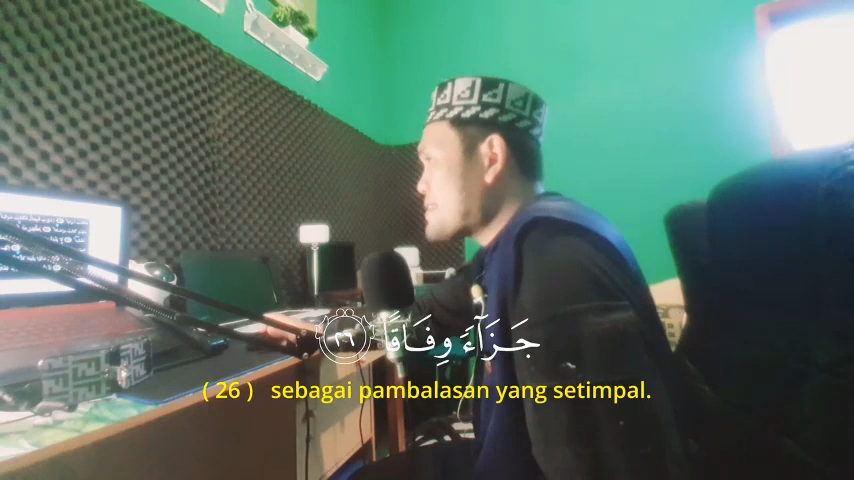 جَزَآءً وِفَاقًا ٢٦
( 26 ) sebagai pambalasan yang setimpal.